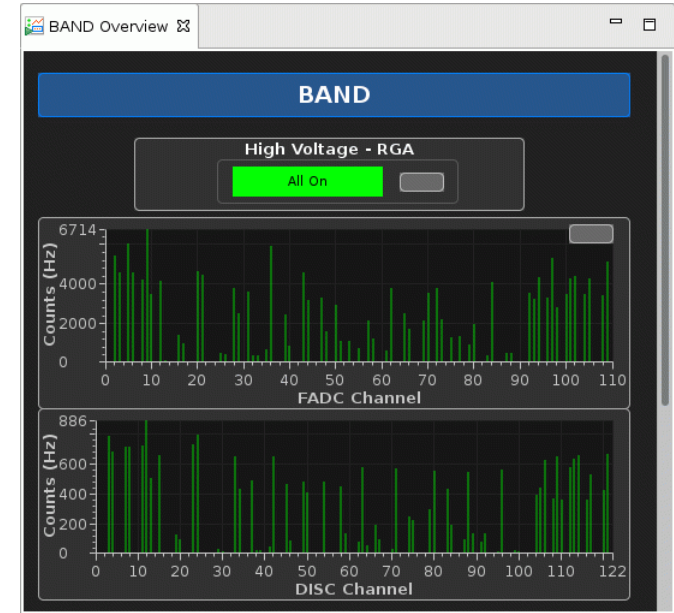 BAND Overview
BAND
High Voltage - RGA
All On
6714
4000
2000
0
Counts (Hz)
0 10 20 30 40 50 60 70 80 90 100 110
FADC Channel
886
600
400
200
0
Counts (Hz)
0 10 20 30 40 50 60 70 80 90 100 110 122
DISC Channel